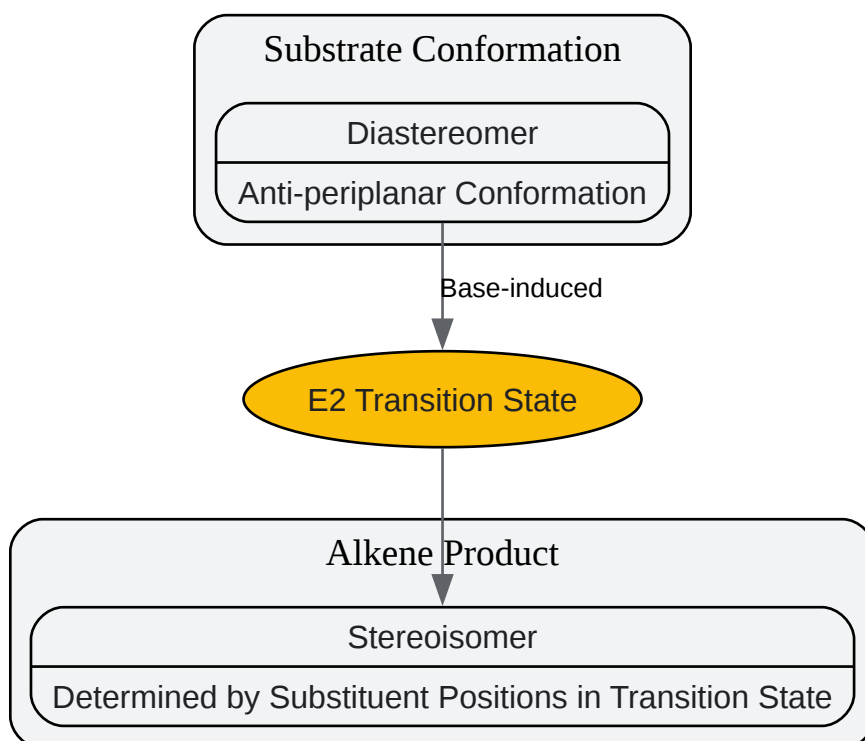 Substrate Conformation
Diastereomer
Anti-periplanar Conformation
Base-induced
E2 Transition State
Alkene Product
Stereoisomer
Determined by Substituent Positions in Transition State